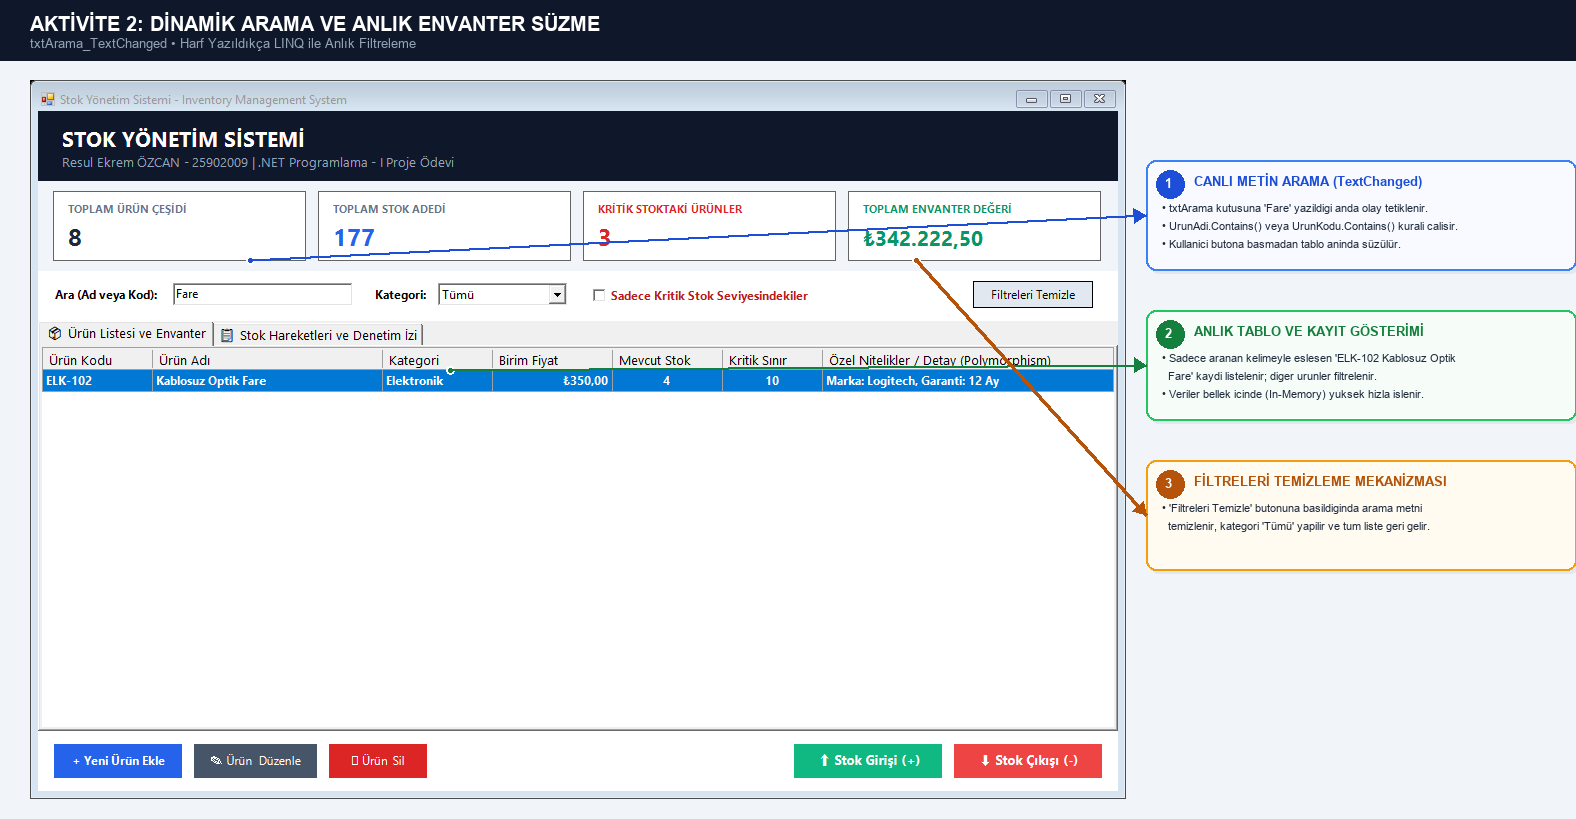 AKTİVİTE 2: DİNAMİK ARAMA VE ANLIK ENVANTER SÜZME
txtArama_TextChanged • Harf Yazıldıkça LINQ ile Anlık Filtreleme
Stok Yönetim Sistemi - Inventory Management System
STOK YÖNETİM SİSTEMİ
Resul Ekrem ÖZCAN - 25902009 | .NET Programlama - I Proje Ödevi
TOPLAM ÜRÜN ÇEŞİDİ
8
TOPLAM STOK ADEDİ
177
KRİTİK STOKTAKİ ÜRÜNLER
3
TOPLAM ENVANTER DEĞERİ
₺342.222,50
Ara (Ad veya Kod): Fare Kategori: Tümü Sadece Kritik Stok Seviyesindekiler Filtreleri Temizle
Ürün Listesi ve Envanter Stok Hareketleri ve Denetim İzi
Ürün Kodu Ürün Adı Kategori Birim Fiyat Mevcut Stok Kritik Sınır Özel Nitelikler / Detay (Polymorphism)
ELK-102 Kablosuz Optik Fare Elektronik ₺350,00 4 10 Marka: Logitech, Garanti: 12 Ay
+ Yeni Ürün Ekle Ürün Düzenle Ürün Sil ⬆ Stok Girişi (+) ⬇ Stok Çıkışı (-)
1 CANLI METİN ARAMA (TextChanged)
• txtArama kutusuna 'Fare' yazildigi anda olay tetiklenir.
• UrunAdi.Contains() veya UrunKodu.Contains() kurali calisir.
• Kullanici butona basmadan tablo aninda süzülür.
2 ANLIK TABLO VE KAYIT GÖSTERİMİ
• Sadece aranan kelimeyle eslesen 'ELK-102 Kablosuz Optik
Fare' kaydi listelenir; diger urunler filtrelenir.
• Veriler bellek icinde (In-Memory) yuksek hizla islenir.
3 FİLTRELERİ TEMİZLEME MEKANİZMASI
• 'Filtreleri Temizle' butonuna basildiginda arama metni
temizlenir, kategori 'Tümü' yapilir ve tum liste geri gelir.